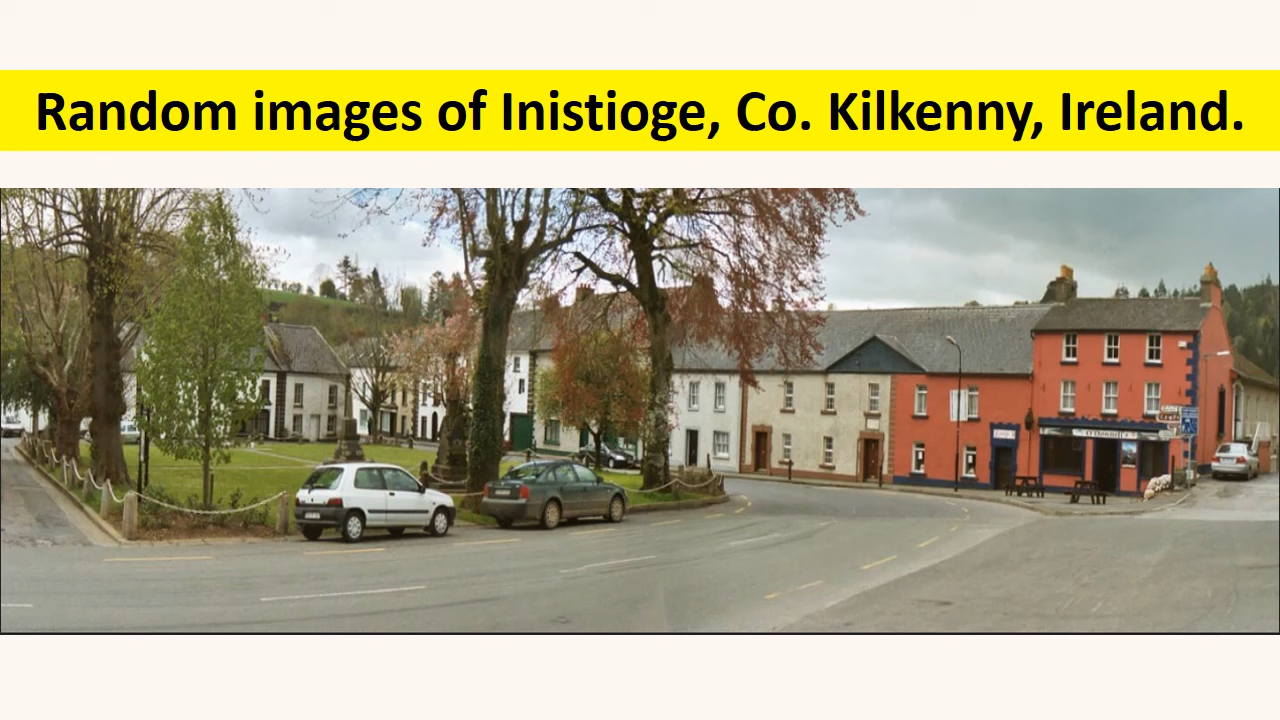 Random images of Inistioge, Co. Kilkenny, Ireland.